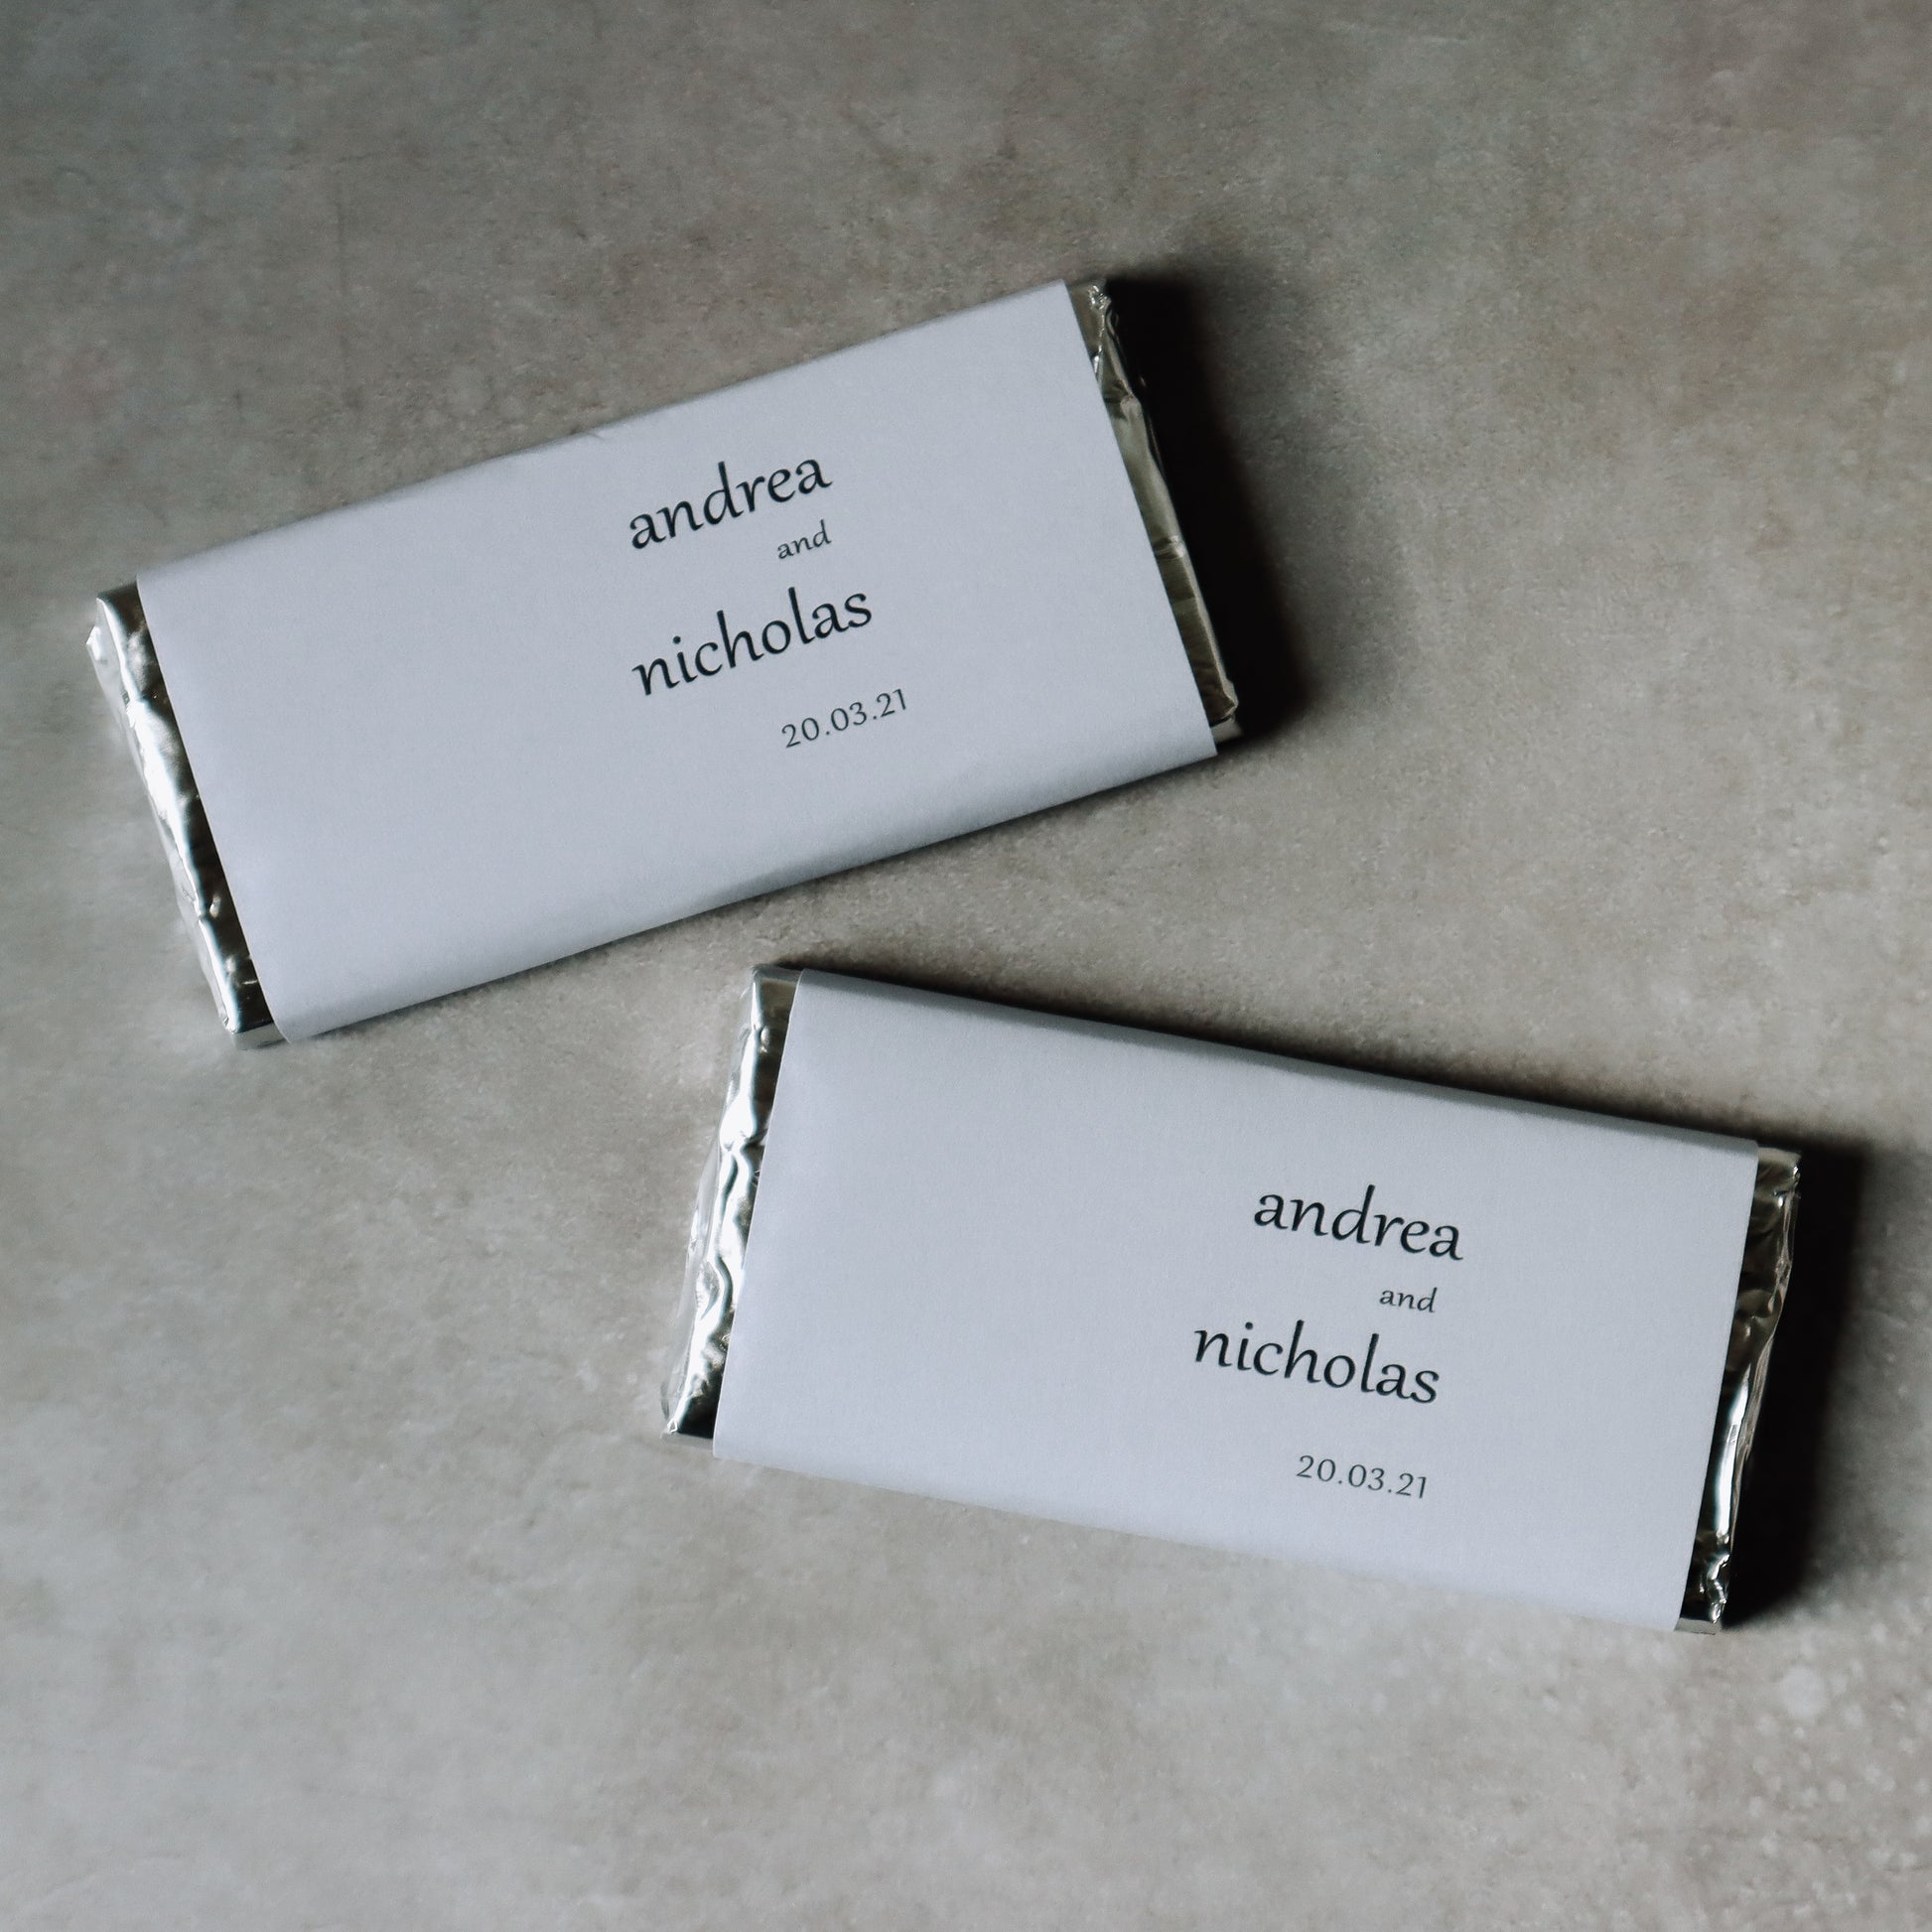 andrea
and
nicholas
20.03.21
andrea
and
nicholas
20.03.21